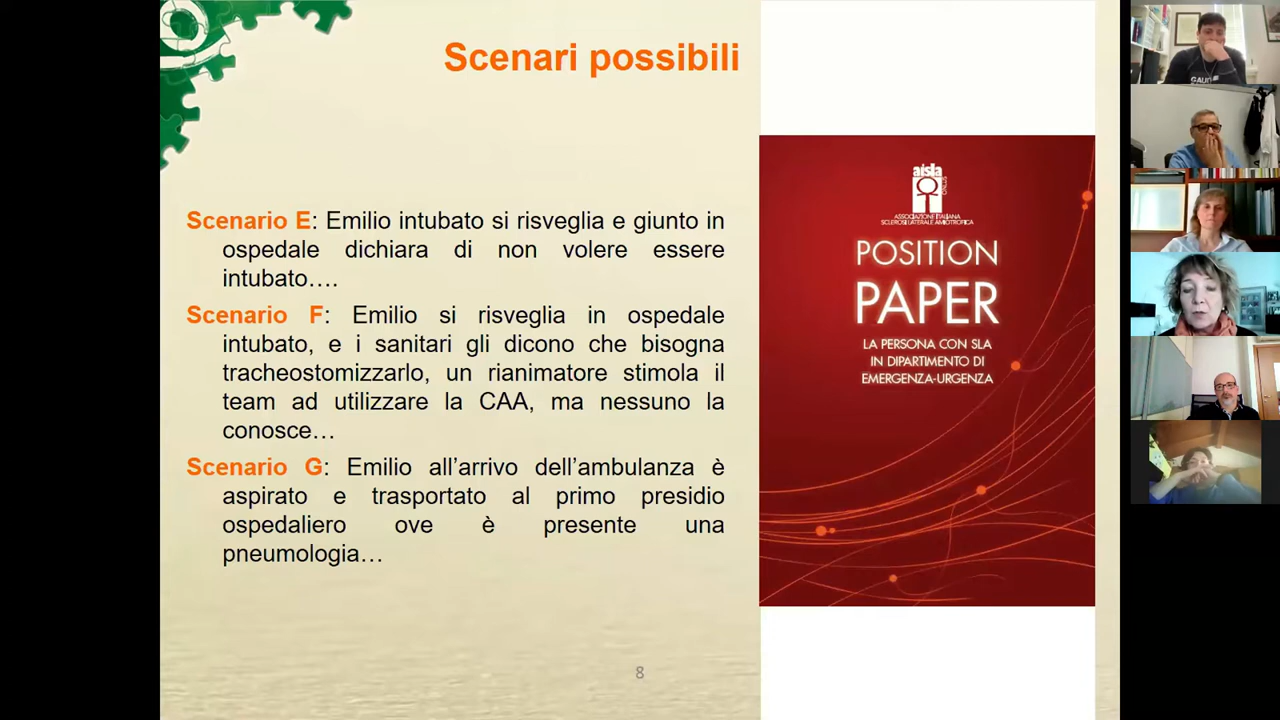 Scenari possibili
Scenario E: Emilio intubato si risveglia e giunto in
ospedale dichiara di non volere essere
intubato….
Scenario F: Emilio si risveglia in ospedale
intubato, e i sanitari gli dicono che bisogna
tracheostomizzarlo, un rianimatore stimola il
team ad utilizzare la CAA, ma nessuno la
conosce…
Scenario G: Emilio all’arrivo dell’ambulanza è
aspirato e trasportato al primo presidio
ospedaliero ove è presente una
pneumologia…
8
aisla
ONLUS
ASSOCIAZIONE ITALIANA
SCLEROSI LATERALE AMIOTROFICA
POSITION
PAPER
LA PERSONA CON SLA
IN DIPARTIMENTO DI
EMERGENZA-URGENZA